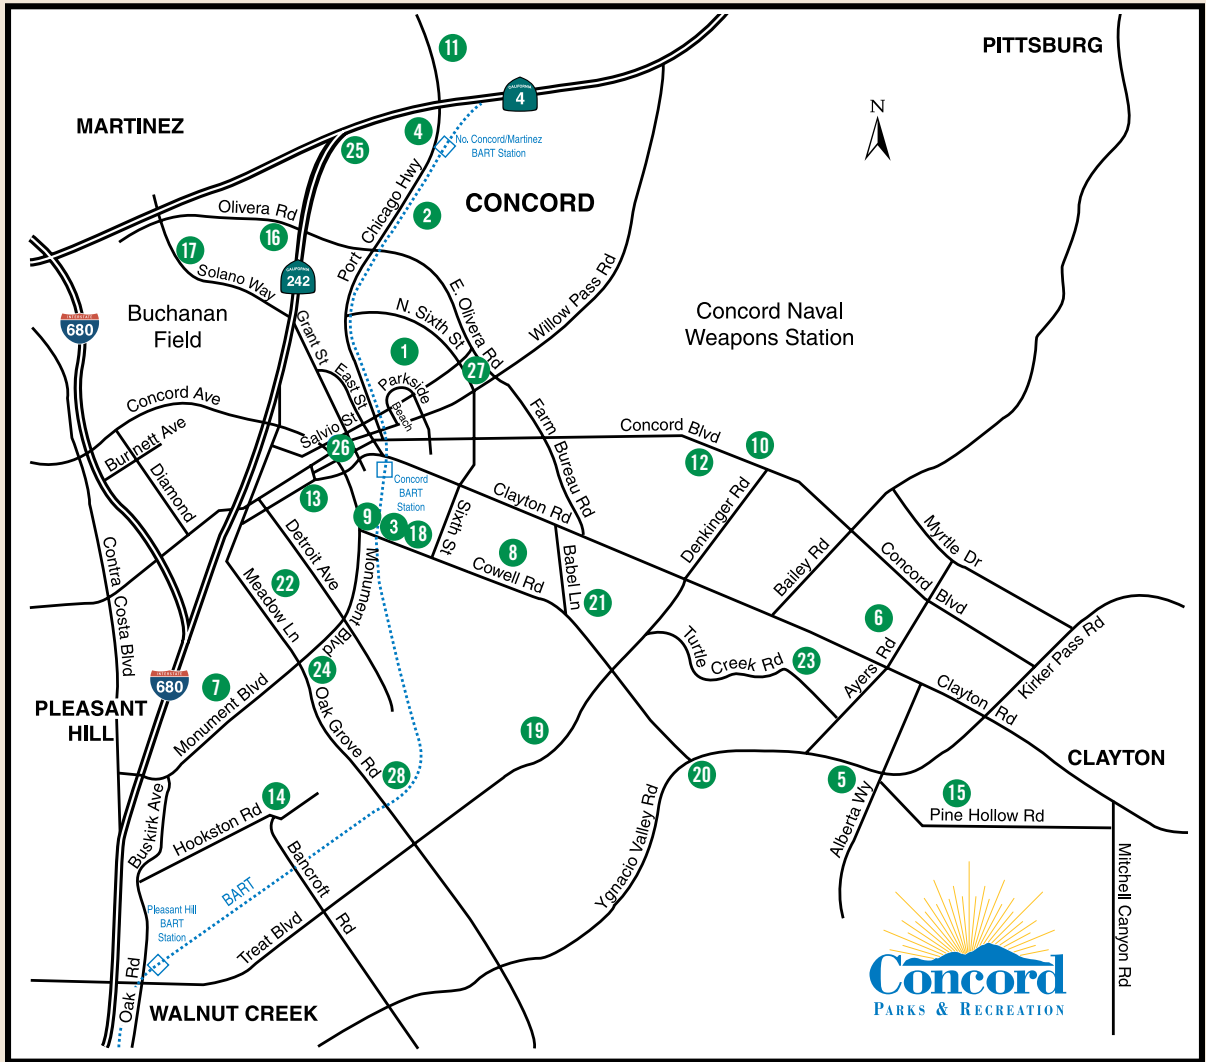 PITTSBURG
11
CALIFORNIA
4
MARTINEZ
4
25
No. Concord/Martinez
BART Station
N
CONCORD
Olivera Rd
2
16
17
Port Chicago Hwy
Solano Way
CALIFORNIA
242
E. Olivera Rd
Willow Pass Rd
INTERSTATE
680
Buchanan
Field
Grant St
N. Sixth St
Concord Naval
Weapons Station
1
East St
27
Parkside
Beach
Concord Ave
Burnett Ave
Diamond
Salvio St
26
Farm Bureau Rd
Concord Blvd
10
12
Concord
BART
Station
13
Clayton Rd
Sixth St
Denkinger Rd
9
3
18
Detroit Ave
Monument Blvd
8
Cowell Rd
Babel Ln
21
Bailey Rd
Myrtle Dr
Concord Blvd
Contra Costa Blvd
22
Meadow Ln
6
Turtle
Creek Rd
23
Ayers Rd
Kirker Pass Rd
INTERSTATE
680
7
24
Oak Grove Rd
Clayton Rd
PLEASANT
HILL
Monument Blvd
19
CLAYTON
28
20
5
15
14
Buskirk Ave
Hookston Rd
Alberta Wy
Pine Hollow Rd
Bancroft Rd
Ygnacio Valley Rd
Mitchell Canyon Rd
BART
Pleasant Hill
BART
Station
Treat Blvd
Oak Rd
WALNUT CREEK
Concord
PARKS & RECREATION